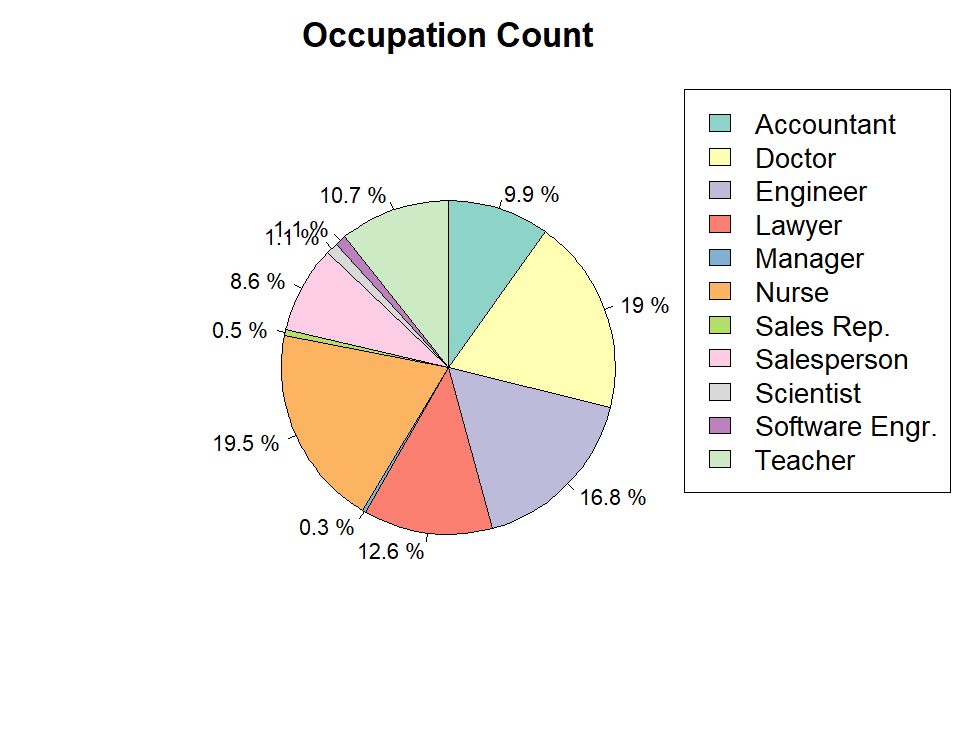 Occupation Count
Accountant
Doctor
Engineer
Lawyer
Manager
Nurse
Sales Rep.
Salesperson
Scientist
Software Engr.
Teacher
9.9 %
19 %
16.8 %
12.6 %
0.3 %
19.5 %
0.5 %
8.6 %
1.1 %
1.1 %
10.7 %